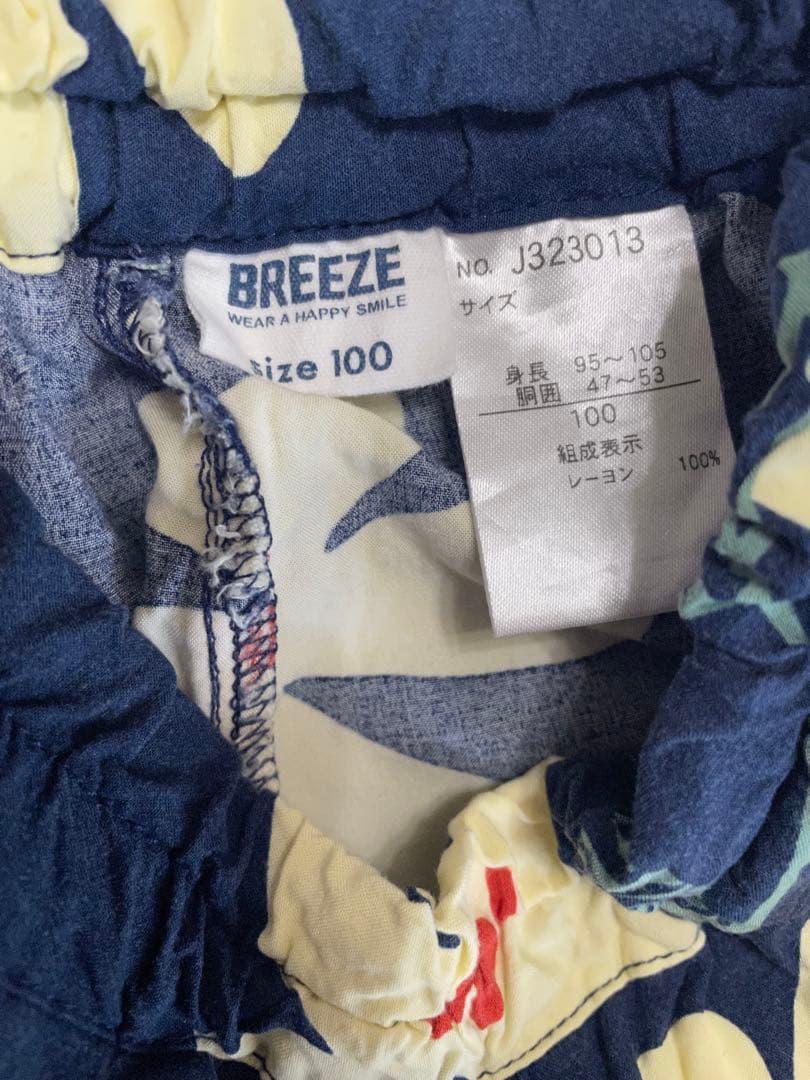 BREEZE
WEAR A HAPPY SMILE
size 100
NO. J323013
サイズ
身長 95〜105
胴囲 47〜53
100
組成表示
レーヨン 100%